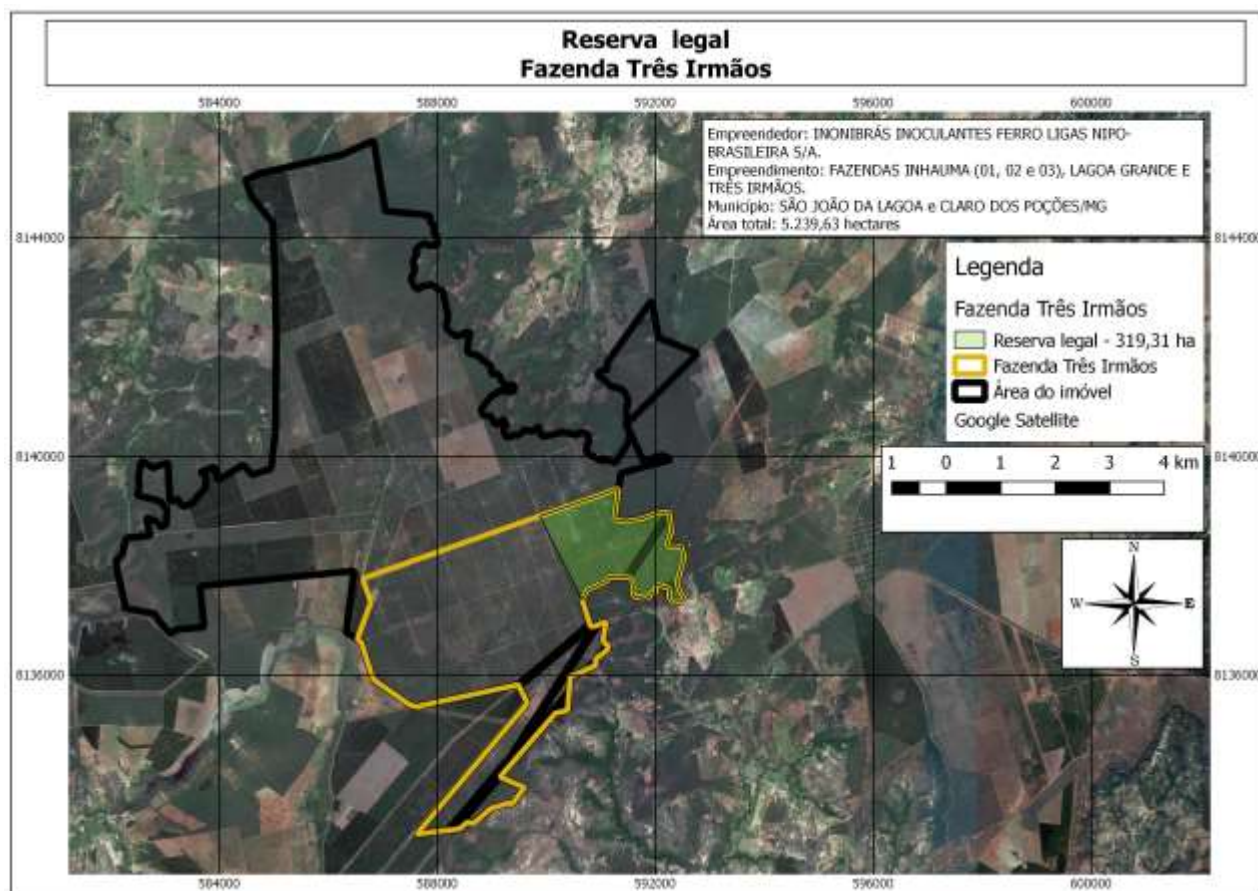 Reserva legal
Fazenda Três Irmãos
584000 588000 592000 596000 600000
Empreendedor: INONIBRÁS INOCULANTES FERRO LIGAS NIPO-
BRASILEIRA S/A.
Empreendimento: FAZENDAS INHAUMA (01, 02 e 03), LAGOA GRANDE E
TRÊS IRMÃOS.
Município: SÃO JOÃO DA LAGOA e CLARO DOS POÇÕES/MG
Área total: 5.239,63 hectares
8144000 8144000
Legenda
Fazenda Três Irmãos
Reserva legal - 319,31 ha
Fazenda Três Irmãos
Área do imóvel
Google Satellite
8140000 8140000
1 0 1 2 3 4 km
N
W E
S
8136000 8136000
584000 588000 592000 596000 600000